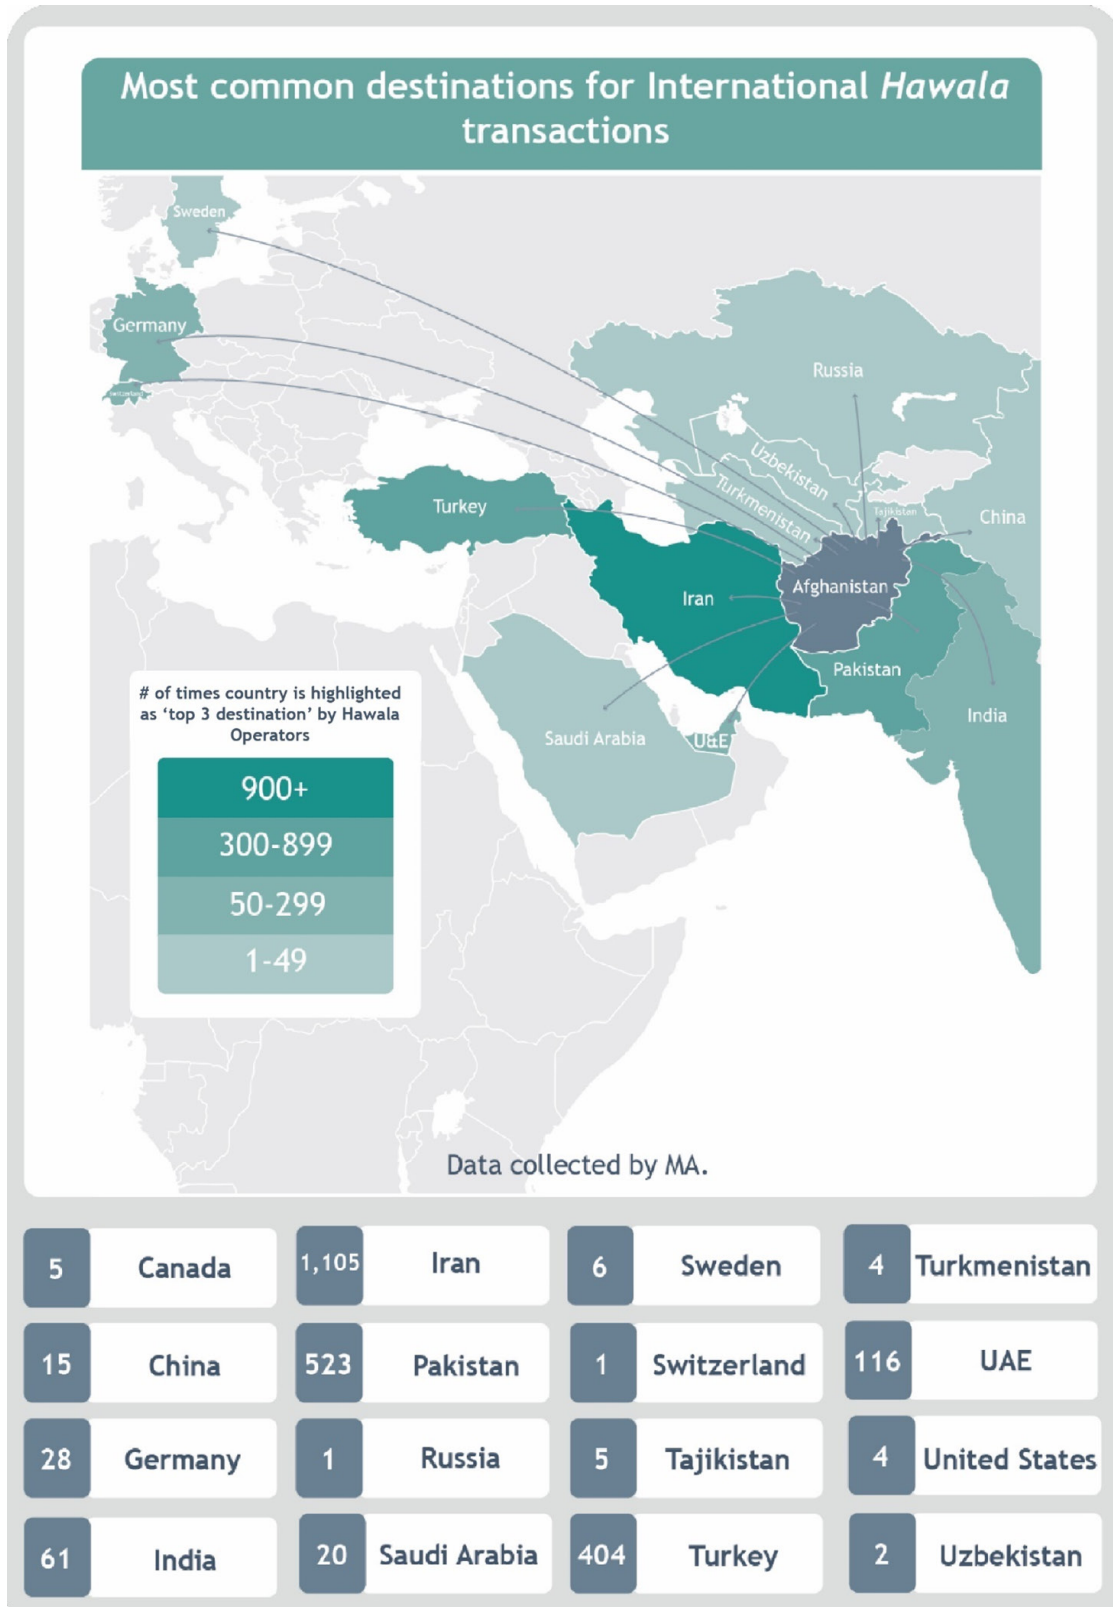 Most common destinations for International Hawala
transactions
Sweden
Germany
Switzerland
Russia
Uzbekistan
Turkmenistan
Tajikistan
China
Turkey
Iran
Afghanistan
Pakistan
India
Saudi Arabia
U&E
# of times country is highlighted
as ‘top 3 destination’ by Hawala
Operators
900+
300-899
50-299
1-49
Data collected by MA.
5 Canada
1,105 Iran
6 Sweden
4 Turkmenistan
15 China
523 Pakistan
1 Switzerland
116 UAE
28 Germany
1 Russia
5 Tajikistan
4 United States
61 India
20 Saudi Arabia
404 Turkey
2 Uzbekistan